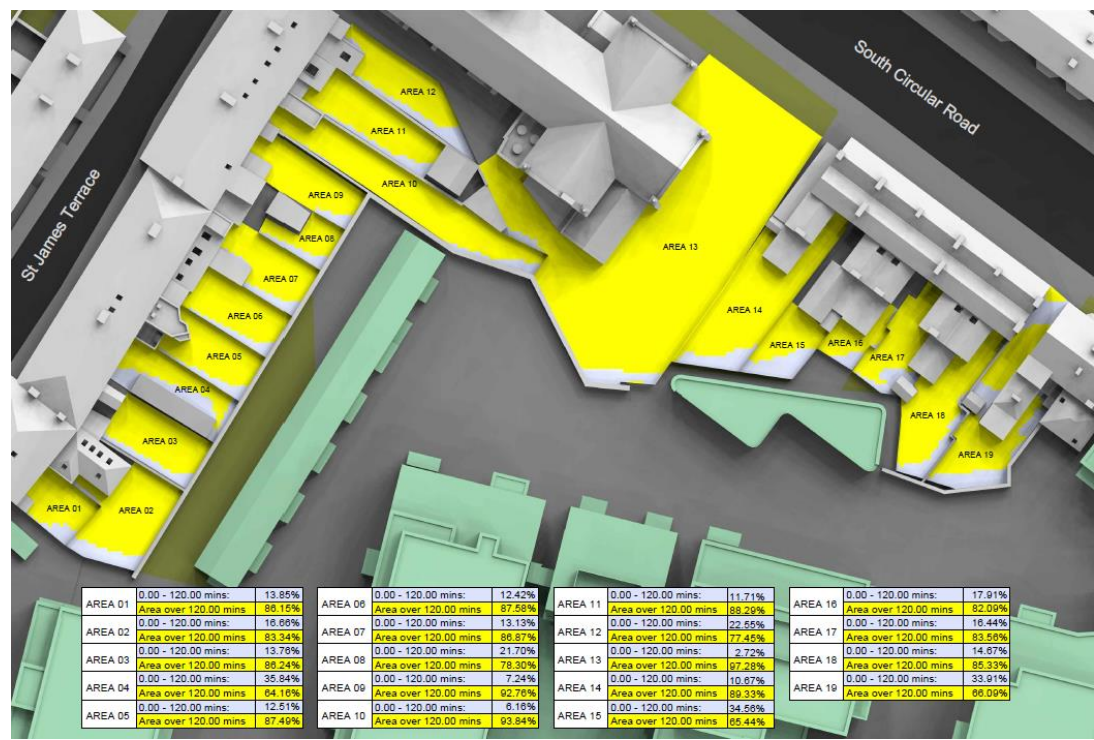 South Circular Road
St James Terrace
AREA 12
AREA 11
AREA 10
AREA 09
AREA 08
AREA 07
AREA 06
AREA 05
AREA 04
AREA 03
AREA 01
AREA 02
AREA 13
AREA 14
AREA 15
AREA 16
AREA 17
AREA 18
AREA 19
AREA 01 0.00 - 120.00 mins: 13.85%
Area over 120.00 mins 86.15%
AREA 02 0.00 - 120.00 mins: 16.66%
Area over 120.00 mins 83.34%
AREA 03 0.00 - 120.00 mins: 13.76%
Area over 120.00 mins 86.24%
AREA 04 0.00 - 120.00 mins: 35.84%
Area over 120.00 mins 64.16%
AREA 05 0.00 - 120.00 mins: 12.51%
Area over 120.00 mins 87.49%
AREA 06 0.00 - 120.00 mins: 12.42%
Area over 120.00 mins 87.58%
AREA 07 0.00 - 120.00 mins: 13.13%
Area over 120.00 mins 86.87%
AREA 08 0.00 - 120.00 mins: 21.70%
Area over 120.00 mins 78.30%
AREA 09 0.00 - 120.00 mins: 7.24%
Area over 120.00 mins 92.76%
AREA 10 0.00 - 120.00 mins: 6.16%
Area over 120.00 mins 93.84%
AREA 11 0.00 - 120.00 mins: 11.71%
Area over 120.00 mins 88.29%
AREA 12 0.00 - 120.00 mins: 22.55%
Area over 120.00 mins 77.45%
AREA 13 0.00 - 120.00 mins: 2.72%
Area over 120.00 mins 97.28%
AREA 14 0.00 - 120.00 mins: 10.67%
Area over 120.00 mins 89.33%
AREA 15 0.00 - 120.00 mins: 34.56%
Area over 120.00 mins 65.44%
AREA 16 0.00 - 120.00 mins: 17.91%
Area over 120.00 mins 82.09%
AREA 17 0.00 - 120.00 mins: 16.44%
Area over 120.00 mins 83.56%
AREA 18 0.00 - 120.00 mins: 14.67%
Area over 120.00 mins 85.33%
AREA 19 0.00 - 120.00 mins: 33.91%
Area over 120.00 mins 66.09%